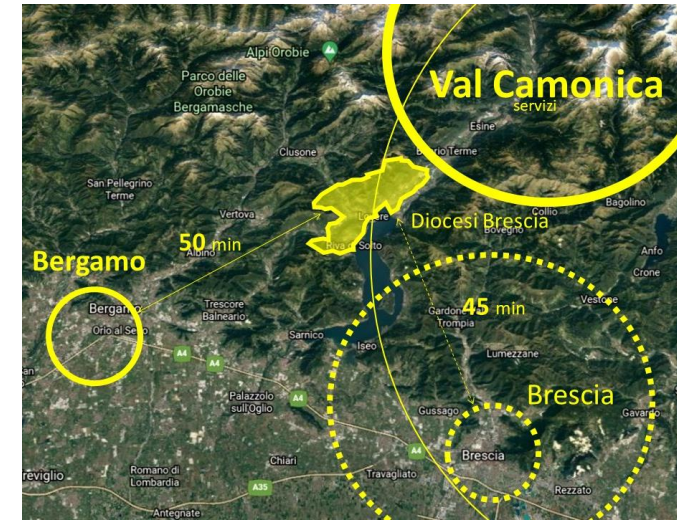 Alpi Orobie
Parco delle
Orobie
Bergamasche
Val Camonica
servizi
Esine
Clusone
Boario Terme
San Pellegrino
Terme
Vertova
Lovere
Collio
Bagolino
Diocesi Brescia
Bovegno
50 min
Riva di Solto
Albino
Anfo
Crone
Bergamo
Bergamo
Trescore
Balneario
Gardone Val
Trompia
45 min
Vestone
Orio al Serio
Sarnico
Iseo
A4
A4
Lumezzane
Palazzolo
sull'Oglio
A4
Brescia
Gussago
Gavardo
Chiari
A4
Brescia
Travagliato
reviglio
Romano di
Lombardia
A35
Rezzato
Antegnate